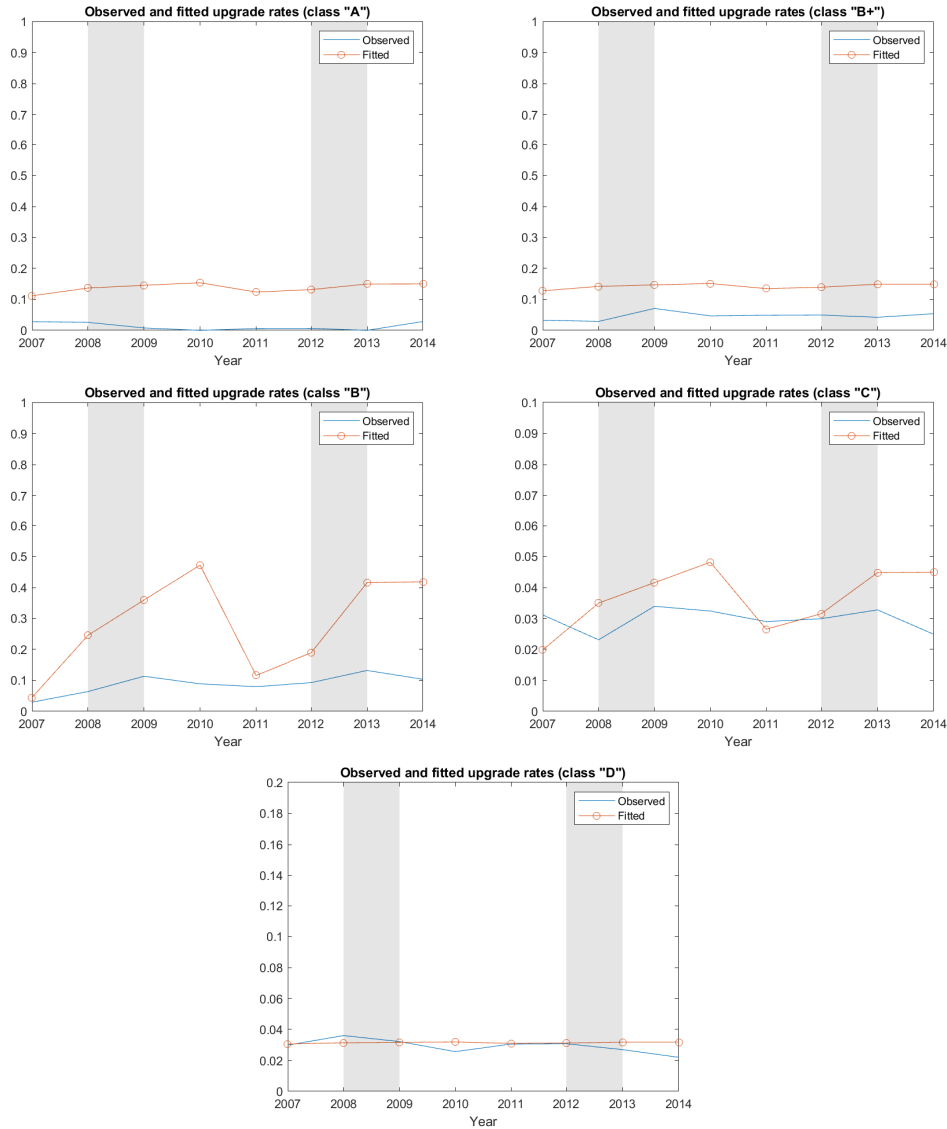 Observed and fitted upgrade rates (class "A")
1
0.9
0.8
0.7
0.6
0.5
0.4
0.3
0.2
0.1
0
Observed
Fitted
2007 2008 2009 2010 2011 2012 2013 2014
Year
Observed and fitted upgrade rates (class "B+")
1
0.9
0.8
0.7
0.6
0.5
0.4
0.3
0.2
0.1
0
Observed
Fitted
2007 2008 2009 2010 2011 2012 2013 2014
Year
Observed and fitted upgrade rates (calss "B")
1
0.9
0.8
0.7
0.6
0.5
0.4
0.3
0.2
0.1
0
Observed
Fitted
2007 2008 2009 2010 2011 2012 2013 2014
Year
Observed and fitted upgrade rates (class "C")
0.1
0.09
0.08
0.07
0.06
0.05
0.04
0.03
0.02
0.01
0
Observed
Fitted
2007 2008 2009 2010 2011 2012 2013 2014
Year
Observed and fitted upgrade rates (class "D")
0.2
0.18
0.16
0.14
0.12
0.1
0.08
0.06
0.04
0.02
0
Observed
Fitted
2007 2008 2009 2010 2011 2012 2013 2014
Year